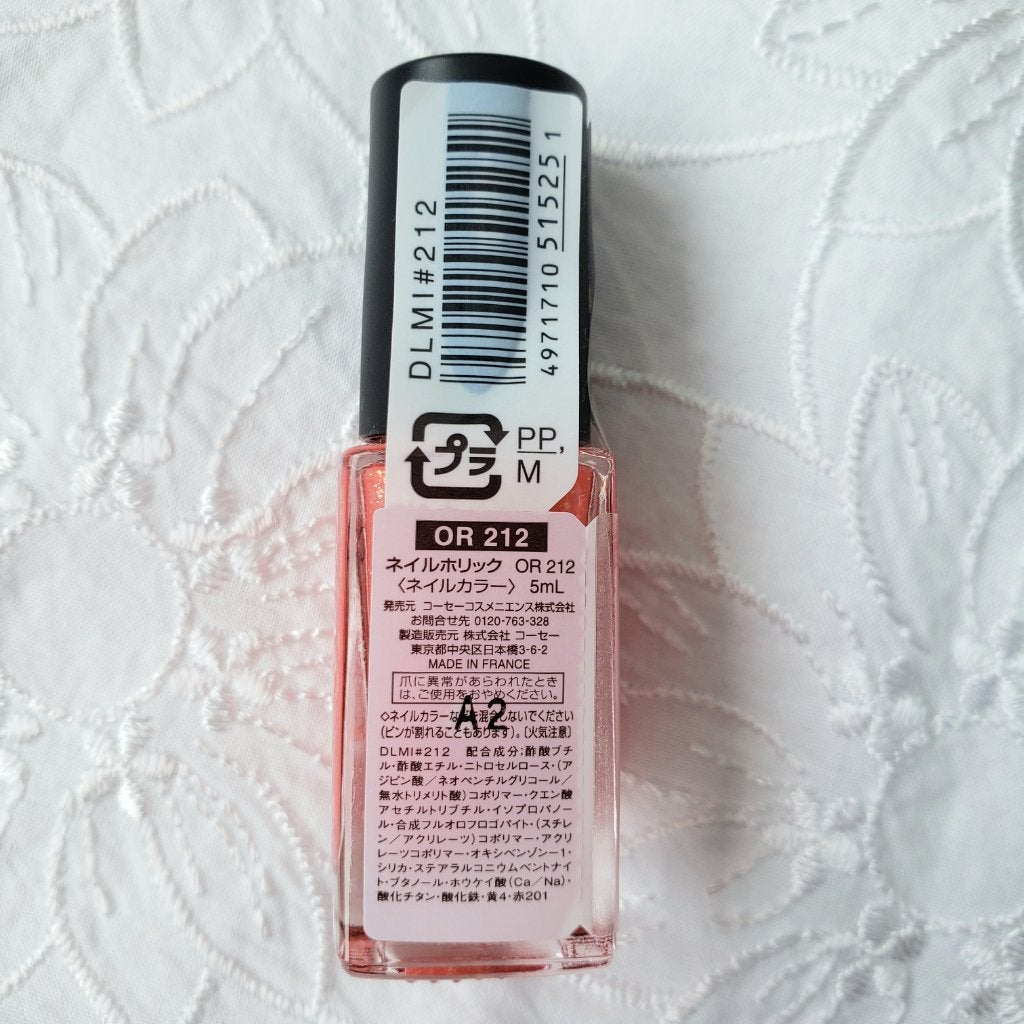 DLMI#212
4971710 515251
プラ
PP,
M
OR 212
ネイルホリック OR 212
〈ネイルカラー〉 5mL
発売元 コーセーコスメニエンス株式会社
お問合せ先 0120-763-328
製造販売元 株式会社 コーセー
東京都中央区日本橋3-6-2
MADE IN FRANCE
爪に異常があらわれたとき
は、ご使用をおやめください。
◇ネイルカラーなどを混合しないでください
(ビンが割れることもあります)。〔火気注意〕
A2
DLMI#212 配合成分;酢酸ブチ
ル・酢酸エチル・ニトロセルロース・(ア
ジピン酸/ネオペンチルグリコール/
無水トリメリト酸)コポリマー・クエン酸
アセチルトリブチル・イソプロパノー
ル・合成フルオロフロゴパイト・(スチレ
ン/アクリレーツ)コポリマー・アクリ
レーツコポリマー・オキシベンゾン-1・
シリカ・ステアラルコニウムベントナイ
ト・ブタノール・ホウケイ酸(Ca/Na)・
酸化チタン・酸化鉄・黄4・赤201